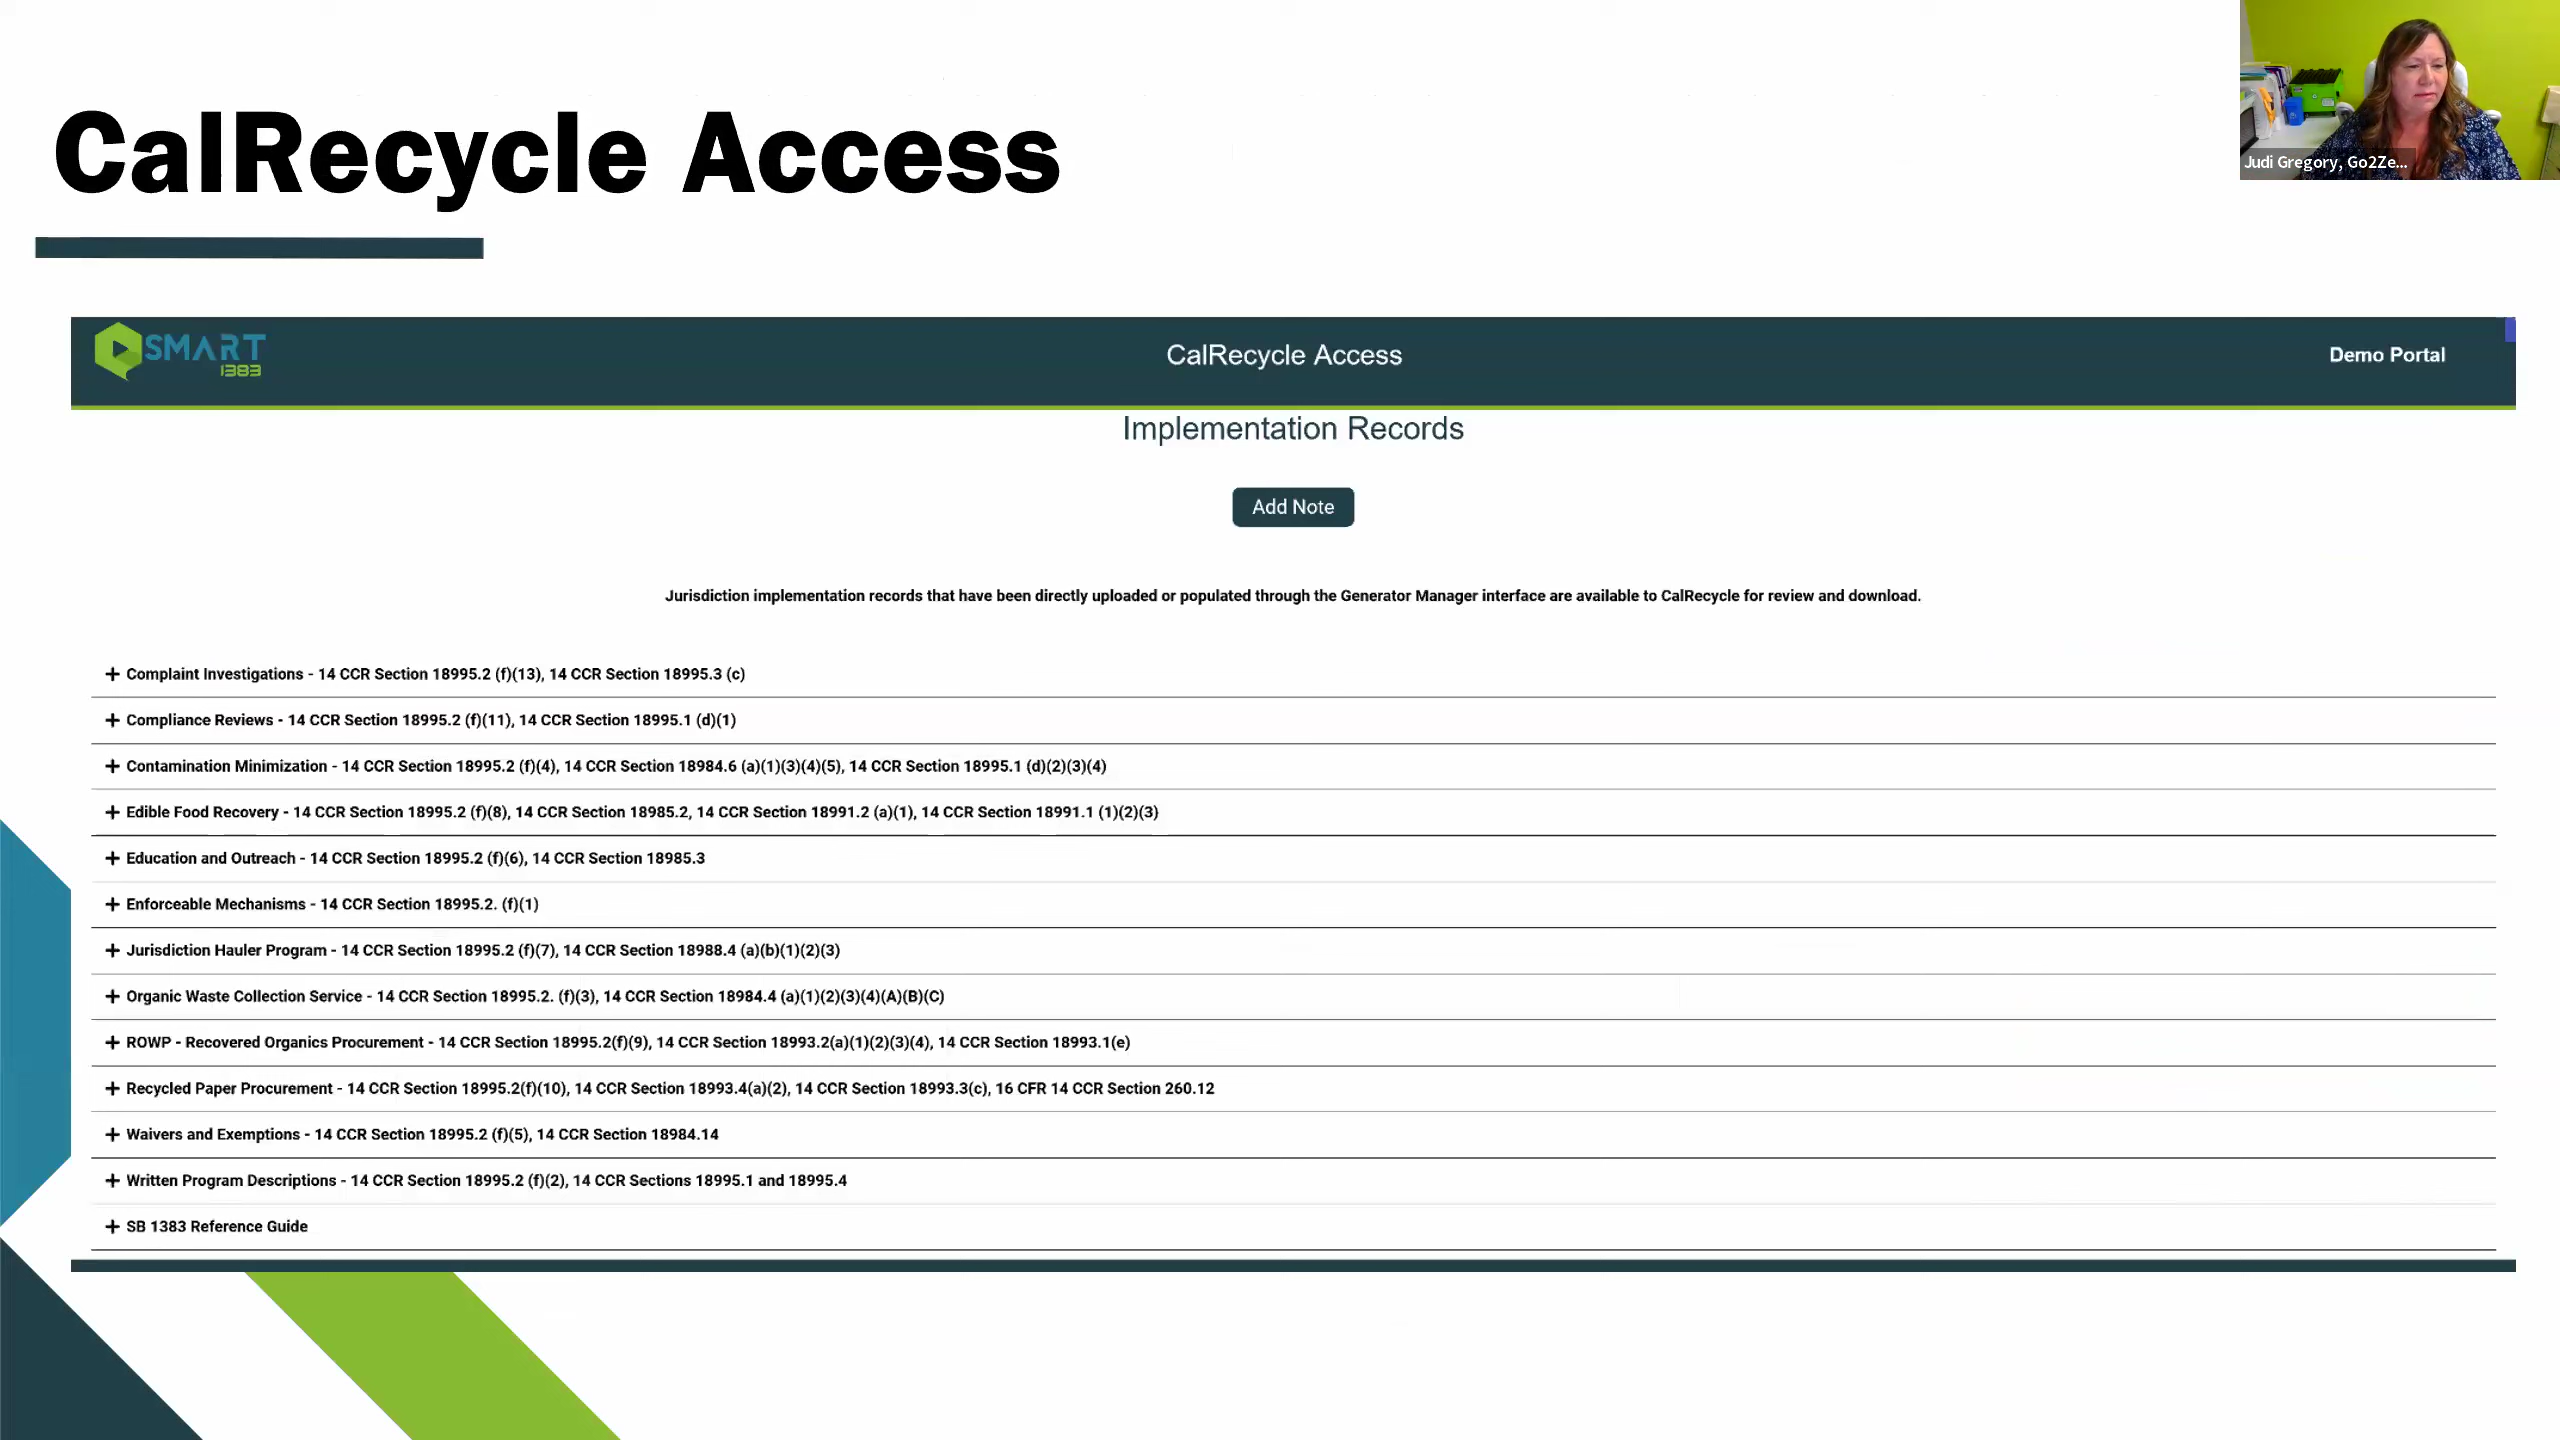 CalRecycle Access
Judi Gregory, Go2Ze...
SMART
1383
CalRecycle Access
Demo Portal
Implementation Records
Add Note
Jurisdiction implementation records that have been directly uploaded or populated through the Generator Manager interface are available to CalRecycle for review and download.
+ Complaint Investigations - 14 CCR Section 18995.2 (f)(13), 14 CCR Section 18995.3 (c)
+ Compliance Reviews - 14 CCR Section 18995.2 (f)(11), 14 CCR Section 18995.1 (d)(1)
+ Contamination Minimization - 14 CCR Section 18995.2 (f)(4), 14 CCR Section 18984.6 (a)(1)(3)(4)(5), 14 CCR Section 18995.1 (d)(2)(3)(4)
+ Edible Food Recovery - 14 CCR Section 18995.2 (f)(8), 14 CCR Section 18985.2, 14 CCR Section 18991.2 (a)(1), 14 CCR Section 18991.1 (1)(2)(3)
+ Education and Outreach - 14 CCR Section 18995.2 (f)(6), 14 CCR Section 18985.3
+ Enforceable Mechanisms - 14 CCR Section 18995.2. (f)(1)
+ Jurisdiction Hauler Program - 14 CCR Section 18995.2 (f)(7), 14 CCR Section 18988.4 (a)(b)(1)(2)(3)
+ Organic Waste Collection Service - 14 CCR Section 18995.2. (f)(3), 14 CCR Section 18984.4 (a)(1)(2)(3)(4)(A)(B)(C)
+ ROWP - Recovered Organics Procurement - 14 CCR Section 18995.2(f)(9), 14 CCR Section 18993.2(a)(1)(2)(3)(4), 14 CCR Section 18993.1(e)
+ Recycled Paper Procurement - 14 CCR Section 18995.2(f)(10), 14 CCR Section 18993.4(a)(2), 14 CCR Section 18993.3(c), 16 CFR 14 CCR Section 260.12
+ Waivers and Exemptions - 14 CCR Section 18995.2 (f)(5), 14 CCR Section 18984.14
+ Written Program Descriptions - 14 CCR Section 18995.2 (f)(2), 14 CCR Sections 18995.1 and 18995.4
+ SB 1383 Reference Guide